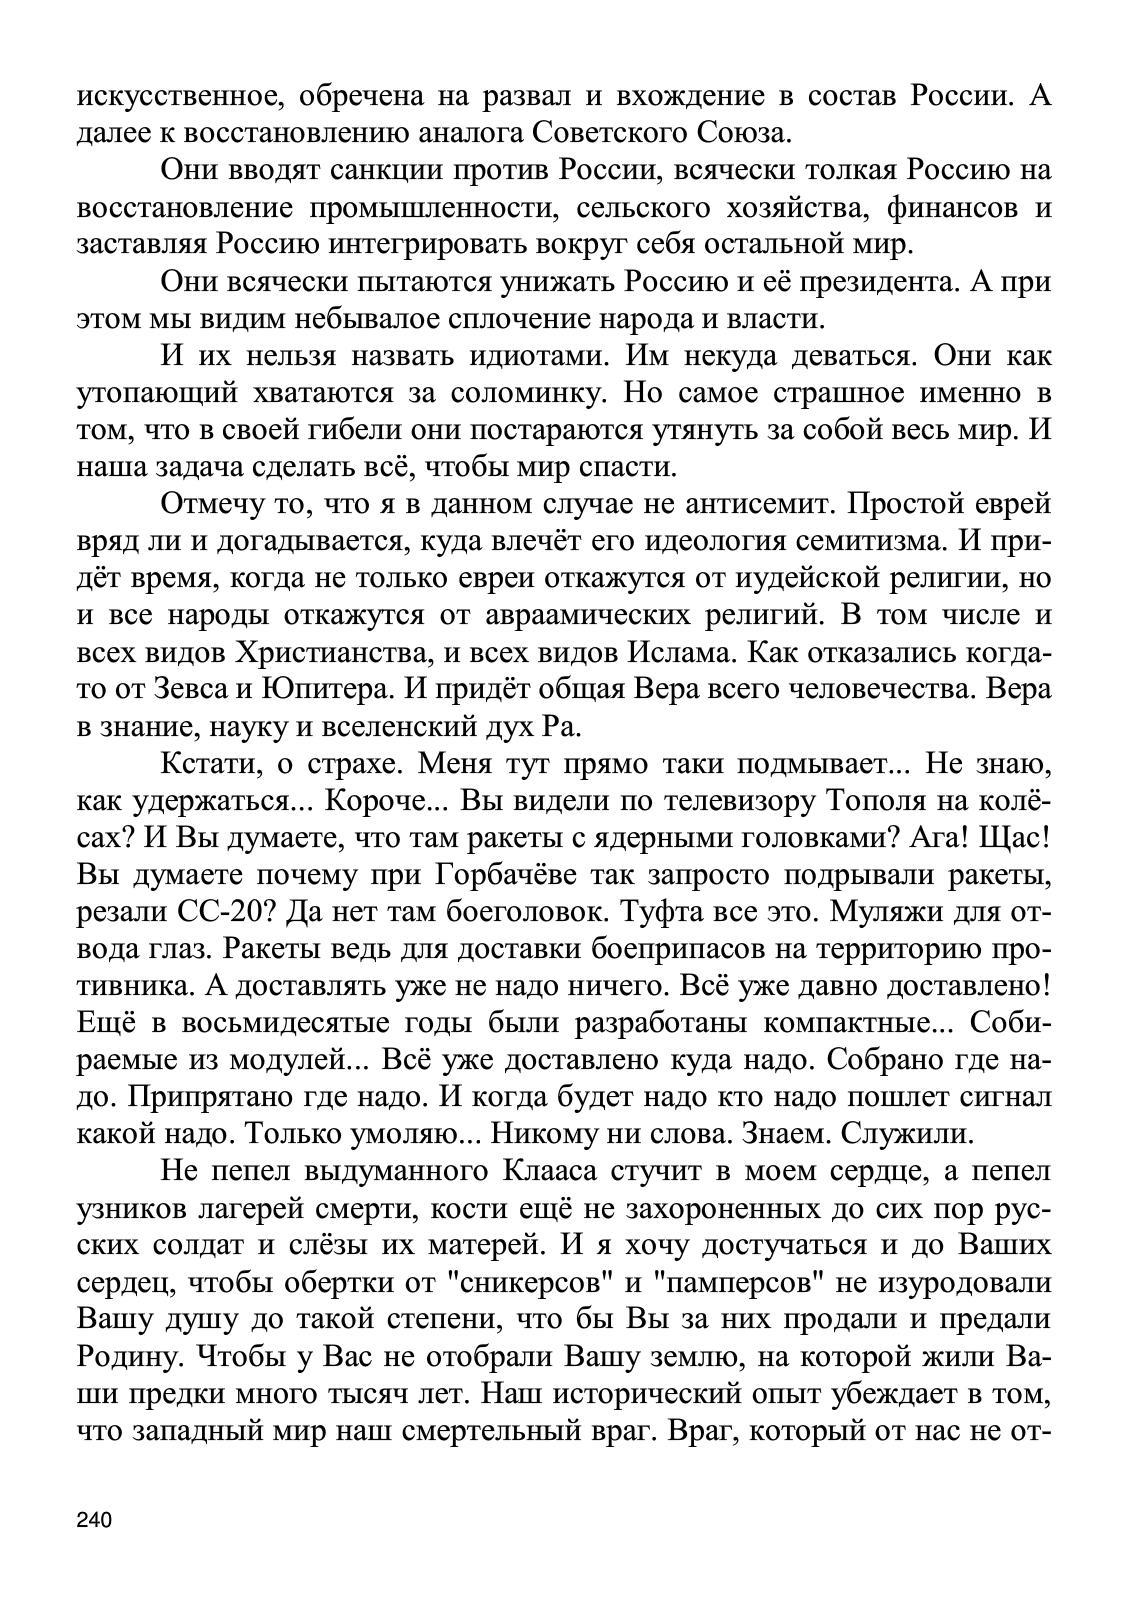 искусственное, обречена на развал и вхождение в состав России. А
далее к восстановлению аналога Советского Союза.
Они вводят санкции против России, всячески толкая Россию на
восстановление промышленности, сельского хозяйства, финансов и
заставляя Россию интегрировать вокруг себя остальной мир.
Они всячески пытаются унижать Россию и её президента. А при
этом мы видим небывалое сплочение народа и власти.
И их нельзя назвать идиотами. Им некуда деваться. Они как
утопающий хватаются за соломинку. Но самое страшное именно в
том, что в своей гибели они постараются утянуть за собой весь мир. И
наша задача сделать всё, чтобы мир спасти.
Отмечу то, что я в данном случае не антисемит. Простой еврей
вряд ли и догадывается, куда влечёт его идеология семитизма. И при-
дёт время, когда не только евреи откажутся от иудейской религии, но
и все народы откажутся от авраамических религий. В том числе и
всех видов Христианства, и всех видов Ислама. Как отказались когда-
то от Зевса и Юпитера. И придёт общая Вера всего человечества. Вера
в знание, науку и вселенский дух Ра.
Кстати, о страхе. Меня тут прямо таки подмывает... Не знаю,
как удержаться... Короче... Вы видели по телевизору Тополя на колё-
сах? И Вы думаете, что там ракеты с ядерными головками? Ага! Щас!
Вы думаете почему при Горбачёве так запросто подрывали ракеты,
резали СС-20? Да нет там боеголовок. Туфта все это. Муляжи для от-
вода глаз. Ракеты ведь для доставки боеприпасов на территорию про-
тивника. А доставлять уже не надо ничего. Всё уже давно доставлено!
Ещё в восьмидесятые годы были разработаны компактные... Соби-
раемые из модулей... Всё уже доставлено куда надо. Собрано где на-
до. Припрятано где надо. И когда будет надо кто надо пошлет сигнал
какой надо. Только умоляю... Никому ни слова. Знаем. Служили.
Не пепел выдуманного Клааса стучит в моем сердце, а пепел
узников лагерей смерти, кости ещё не захороненных до сих пор рус-
ских солдат и слёзы их матерей. И я хочу достучаться и до Ваших
сердец, чтобы обертки от "сникерсов" и "памперсов" не изуродовали
Вашу душу до такой степени, что бы Вы за них продали и предали
Родину. Чтобы у Вас не отобрали Вашу землю, на которой жили Ва-
ши предки много тысяч лет. Наш исторический опыт убеждает в том,
что западный мир наш смертельный враг. Враг, который от нас не от-
240